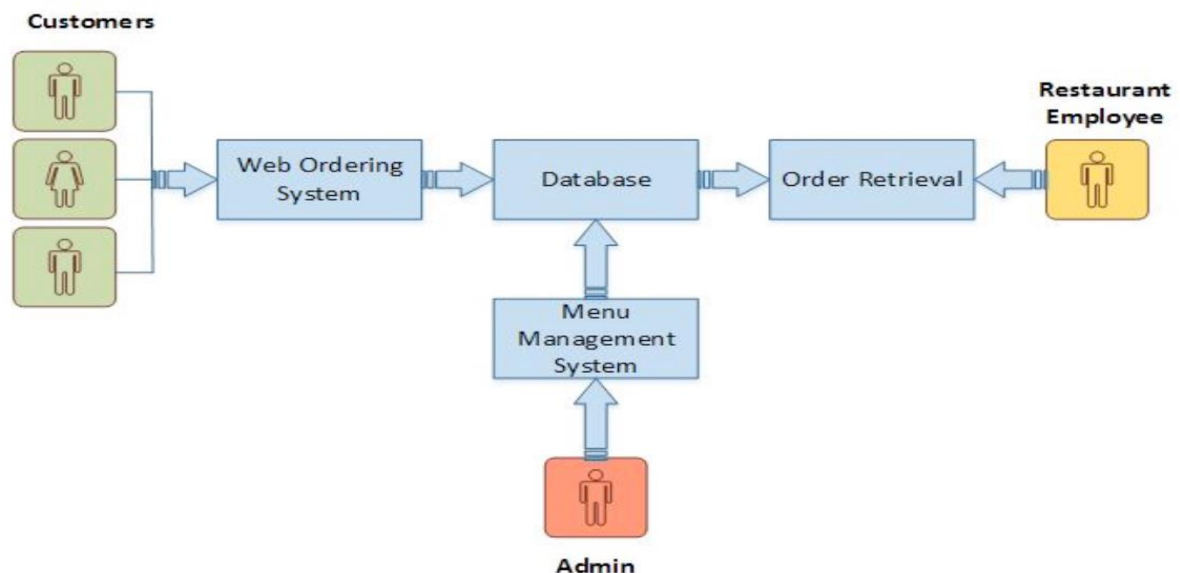 Customers
Restaurant
Employee
Web Ordering
System
Database
Order Retrieval
Menu
Management
System
Admin